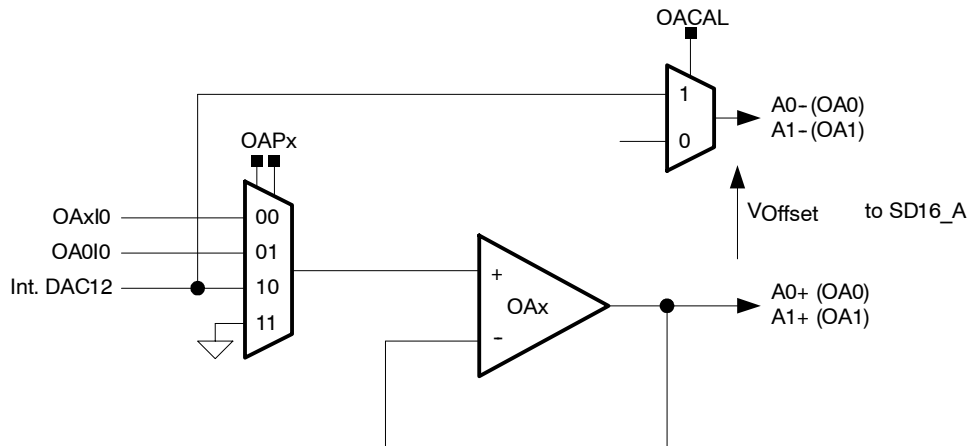 OACAL
1
0
A0- (OA0)
A1- (OA1)
OAPx
OAxI0
00
OA0I0
01
Int. DAC12
10
11
VOffset
to SD16_A
+
OAx
-
A0+ (OA0)
A1+ (OA1)